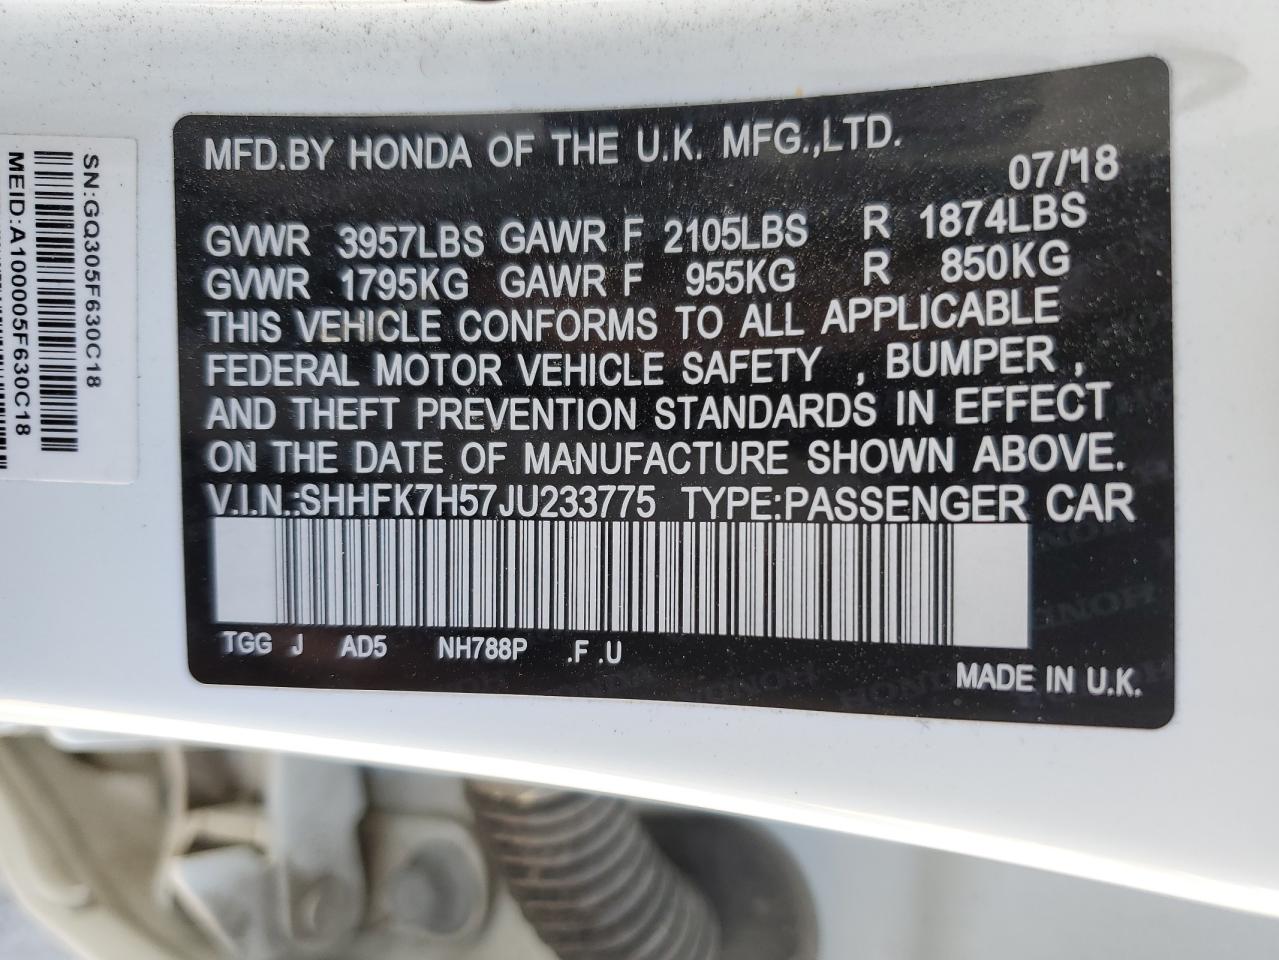 MFD.BY HONDA OF THE U.K. MFG.,LTD.
07/18
GVWR 3957LBS GAWR F 2105LBS R 1874LBS
GVWR 1795KG GAWR F 955KG R 850KG
THIS VEHICLE CONFORMS TO ALL APPLICABLE
FEDERAL MOTOR VEHICLE SAFETY , BUMPER ,
AND THEFT PREVENTION STANDARDS IN EFFECT
ON THE DATE OF MANUFACTURE SHOWN ABOVE.
V.I.N.:SHHFK7H57JU233775 TYPE:PASSENGER CAR
TGG J AD5 NH788P .F .U
MADE IN U.K.
SN:GQ305F630C18
MEID:A1000005F630C18
HONDA